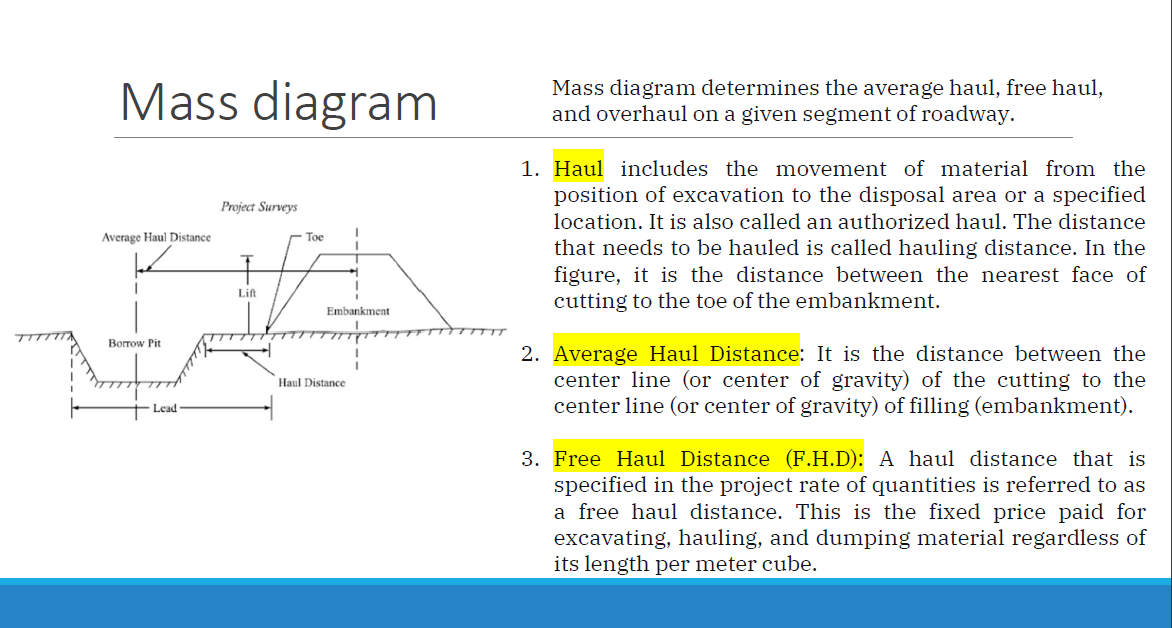 Mass diagram
Mass diagram determines the average haul, free haul,
and overhaul on a given segment of roadway.
Project Surveys
Average Haul Distance
Toe
Lift
Embankment
Borrow Pit
Haul Distance
Lead
1. Haul includes the movement of material from the
position of excavation to the disposal area or a specified
location. It is also called an authorized haul. The distance
that needs to be hauled is called hauling distance. In the
figure, it is the distance between the nearest face of
cutting to the toe of the embankment.
2. Average Haul Distance: It is the distance between the
center line (or center of gravity) of the cutting to the
center line (or center of gravity) of filling (embankment).
3. Free Haul Distance (F.H.D): A haul distance that is
specified in the project rate of quantities is referred to as
a free haul distance. This is the fixed price paid for
excavating, hauling, and dumping material regardless of
its length per meter cube.